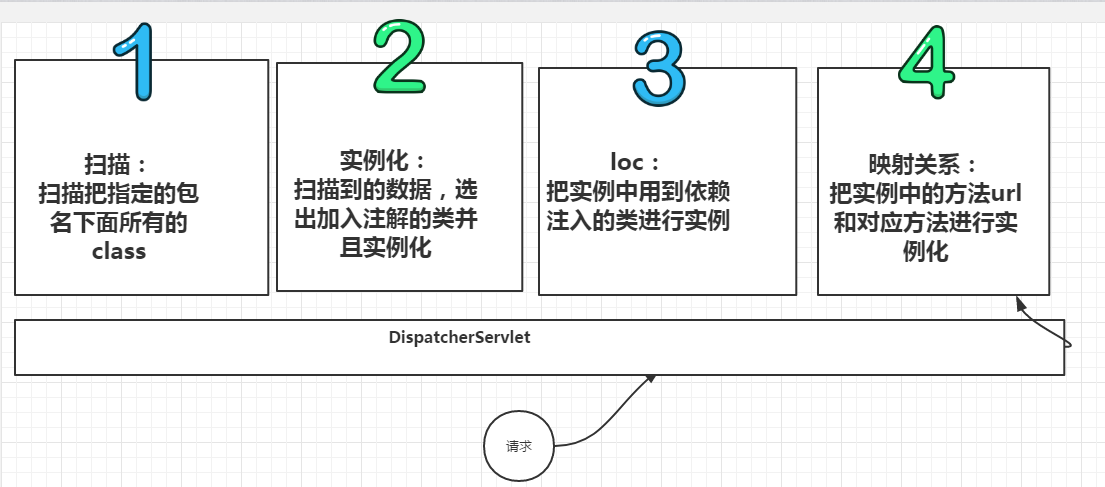 1
2
3
4
扫描：
扫描把指定的包
名下面所有的
class
实例化：
扫描到的数据，选
出加入注解的类并
且实例化
loc：
把实例中用到依赖
注入的类进行实例
映射关系：
把实例中的方法url
和对应方法进行实
例化
DispatcherServlet
请求